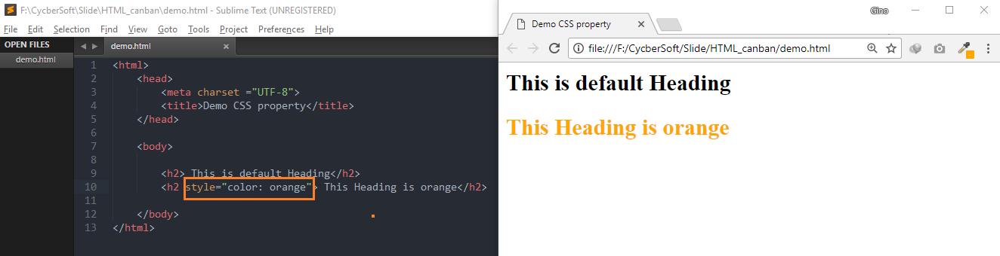 F:\CycberSoft\Slide\HTML_canban\demo.html - Sublime Text (UNREGISTERED)
File Edit Selection Find View Goto Tools Project Preferences Help
OPEN FILES
demo.html
demo.html
1 <html>
2 <head>
3 <meta charset ="UTF-8">
4 <title>Demo CSS property</title>
5 </head>
6
7 <body>
8
9 <h2> This is default Heading</h2>
10 <h2 style="color: orange"> This Heading is orange</h2>
11
12 </body>
13 </html>
Gino
Demo CSS property
file:///F:/CycberSoft/Slide/HTML_canban/demo.html
This is default Heading
This Heading is orange